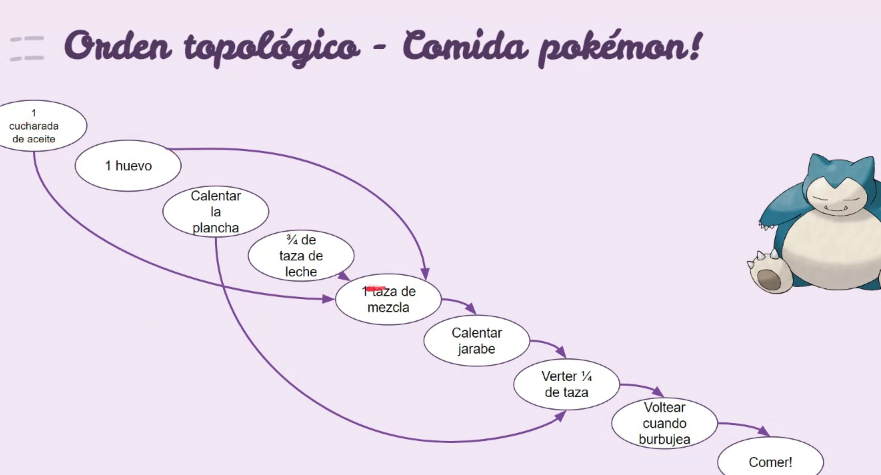 Orden topológico - Comida pokémon!
1
cucharada
de aceite
1 huevo
Calentar
la
plancha
¾ de
taza de
leche
1 taza de
mezcla
Calentar
jarabe
Verter ¼
de taza
Voltear
cuando
burbujea
Comer!